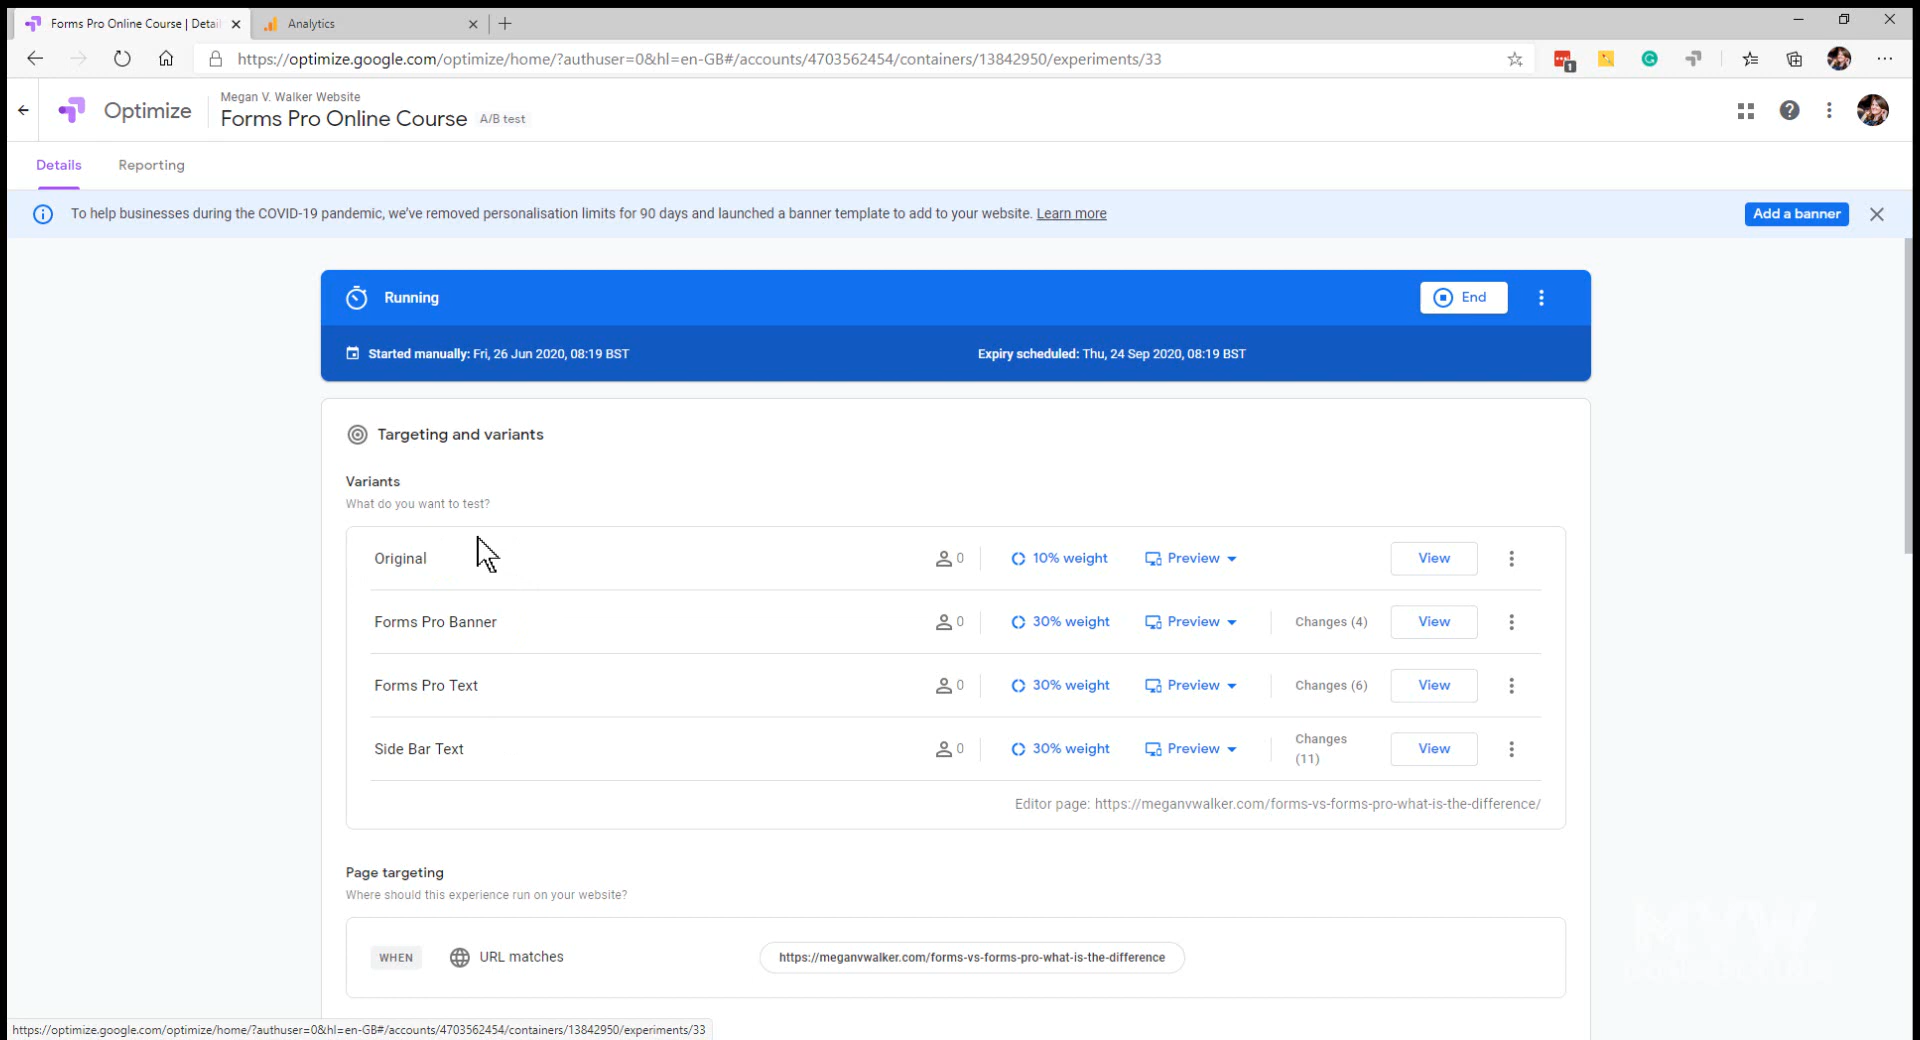 Forms Pro Online Course | Detail
Analytics
https://optimize.google.com/optimize/home/?authuser=0&hl=en-GB#/accounts/4703562454/containers/13842950/experiments/33
1
Optimize
Megan V. Walker Website
Forms Pro Online Course A/B test
Details Reporting
To help businesses during the COVID-19 pandemic, we've removed personalisation limits for 90 days and launched a banner template to add to your website. Learn more Add a banner
Running End
Started manually: Fri, 26 Jun 2020, 08:19 BST Expiry scheduled: Thu, 24 Sep 2020, 08:19 BST
Targeting and variants
Variants
What do you want to test?
Original 0 10% weight Preview View
Forms Pro Banner 0 30% weight Preview Changes (4) View
Forms Pro Text 0 30% weight Preview Changes (6) View
Side Bar Text 0 30% weight Preview Changes (11) View
Editor page: https://meganvwalker.com/forms-vs-forms-pro-what-is-the-difference/
Page targeting
Where should this experience run on your website?
WHEN URL matches https://meganvwalker.com/forms-vs-forms-pro-what-is-the-difference
MVW
https://optimize.google.com/optimize/home/?authuser=0&hl=en-GB#/accounts/4703562454/containers/13842950/experiments/33